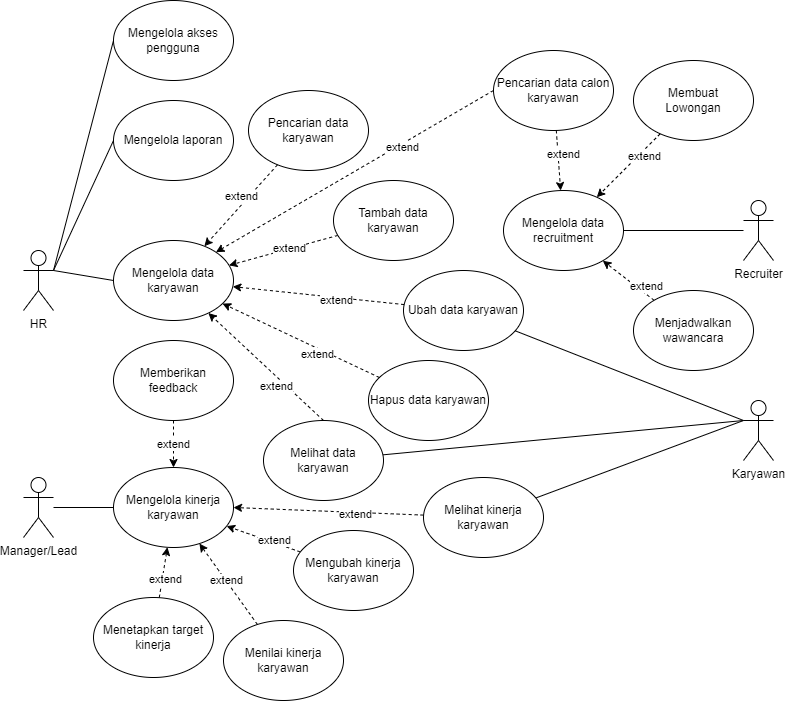 Mengelola akses
pengguna
Mengelola laporan
Pencarian data
karyawan
Pencarian data calon
karyawan
Membuat
Lowongan
extend
extend
extend
extend
Tambah data
karyawan
extend
Mengelola data
recruitment
Recruiter
HR
Mengelola data
karyawan
extend
Ubah data karyawan
extend
Menjadwalkan
wawancara
extend
Memberikan
feedback
extend
Hapus data karyawan
extend
Melihat data
karyawan
Karyawan
extend
Manager/Lead
Mengelola kinerja
karyawan
extend
Melihat kinerja
karyawan
extend
Mengubah kinerja
karyawan
extend
extend
Menetapkan target
kinerja
Menilai kinerja
karyawan